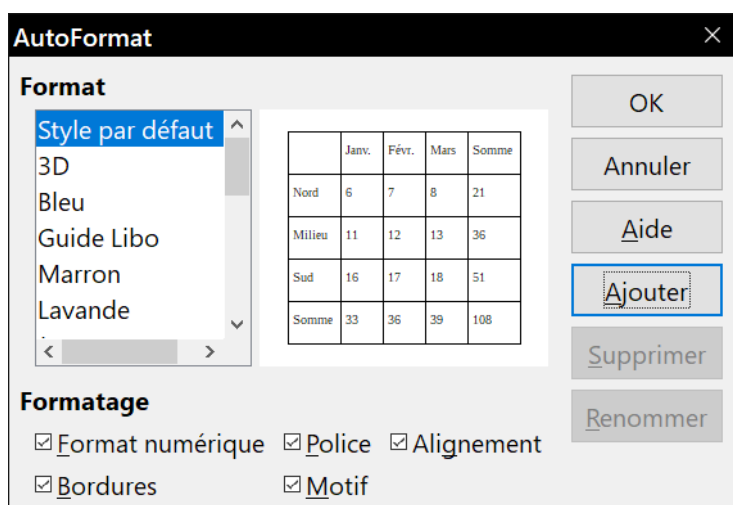 AutoFormat
Format
Style par défaut
3D
Bleu
Guide Libo
Marron
Lavande
Janv. Févr. Mars Somme
Nord 6 7 8 21
Milieu 11 12 13 36
Sud 16 17 18 51
Somme 33 36 39 108
OK
Annuler
Aide
Ajouter
Supprimer
Renommer
Formatage
Format numérique Police Alignement
Bordures Motif